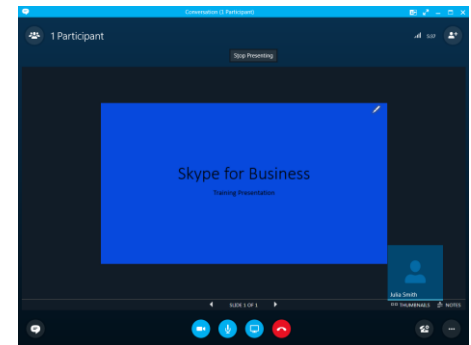 Conversation (1 Participant)
1 Participant
Stop Presenting
Skype for Business
Training Presentation
Julia Smith
SLIDE 1 OF 1
THUMBNAILS
NOTES